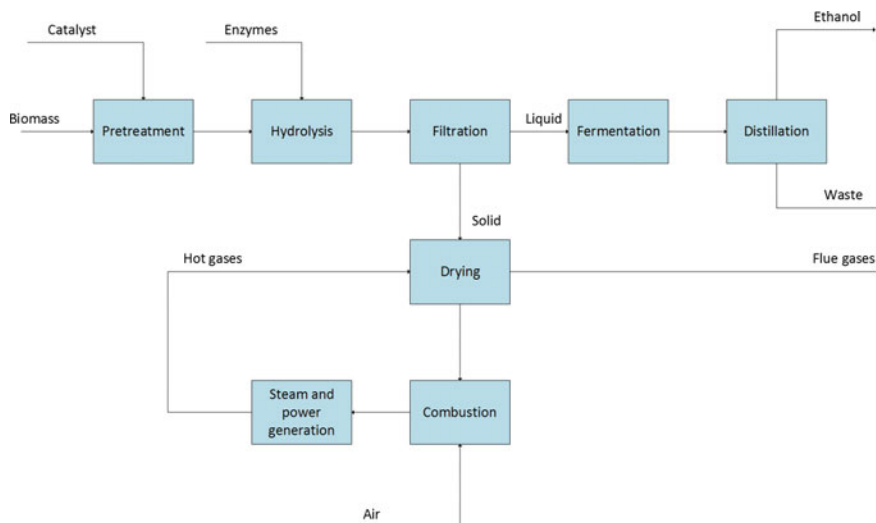 Catalyst
Enzymes
Ethanol
Biomass
Pretreatment
Hydrolysis
Filtration
Liquid
Fermentation
Distillation
Waste
Solid
Hot gases
Drying
Flue gases
Steam and
power
generation
Combustion
Air